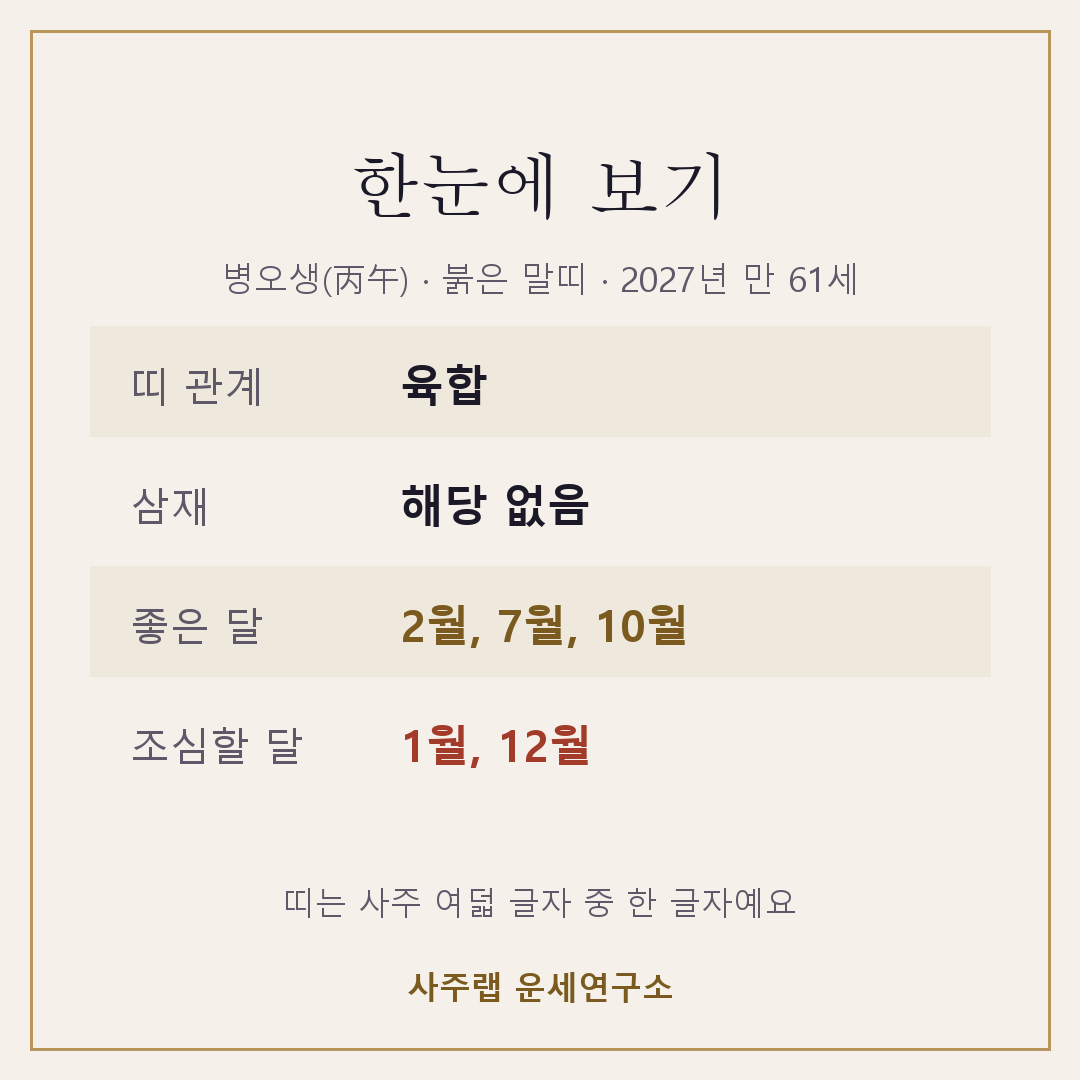 한눈에 보기
병오생(丙午) · 붉은 말띠 · 2027년 만 61세
띠 관계 육합
삼재 해당 없음
좋은 달 2월, 7월, 10월
조심할 달 1월, 12월
띠는 사주 여덟 글자 중 한 글자예요
사주랩 운세연구소